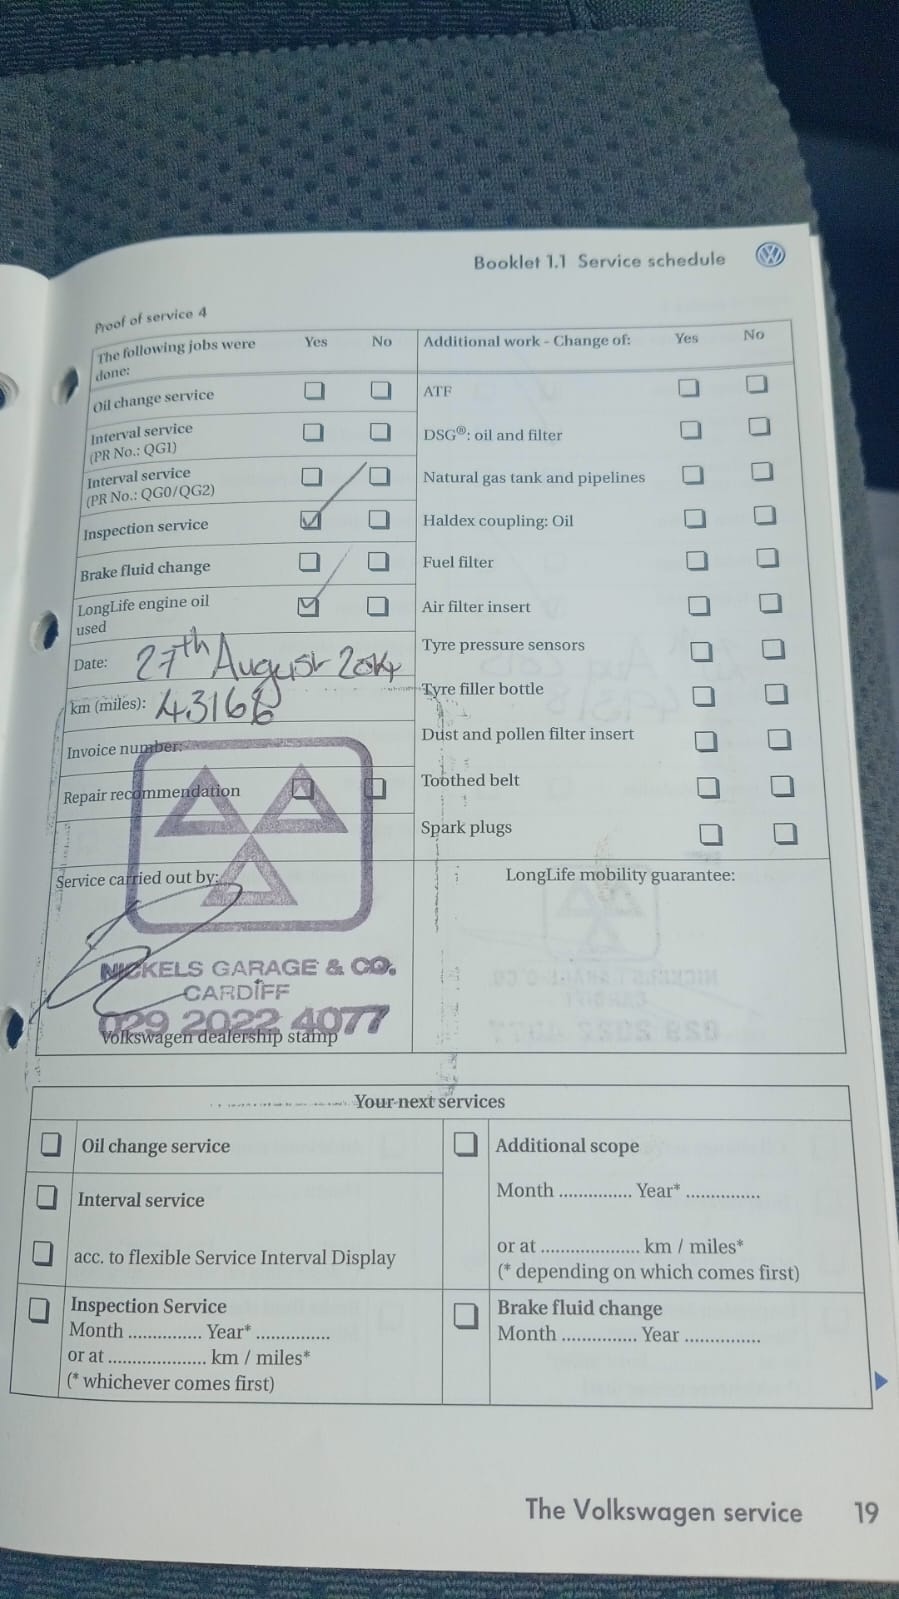 Booklet 1.1 Service schedule
Proof of service 4
The following jobs were done: Yes No
Oil change service
Interval service
(PR No.: QG1)
Interval service
(PR No.: QG0/QG2)
Inspection service
Brake fluid change
LongLife engine oil
used
Date: 27th August 2014
km (miles): 43168
Invoice number:
Repair recommendation
Service carried out by:
NICKELS GARAGE & CO.
CARDIFF
029 2022 4077
Volkswagen dealership stamp
Additional work - Change of: Yes No
ATF
DSG®: oil and filter
Natural gas tank and pipelines
Haldex coupling: Oil
Fuel filter
Air filter insert
Tyre pressure sensors
Tyre filler bottle
Dust and pollen filter insert
Toothed belt
Spark plugs
LongLife mobility guarantee:
Your next services
Oil change service
Interval service
acc. to flexible Service Interval Display
Inspection Service
Month .............. Year* ..............
or at ................... km / miles*
(* whichever comes first)
Additional scope
Month .............. Year* ..............
or at ................... km / miles*
(* depending on which comes first)
Brake fluid change
Month .............. Year ..............
The Volkswagen service 19